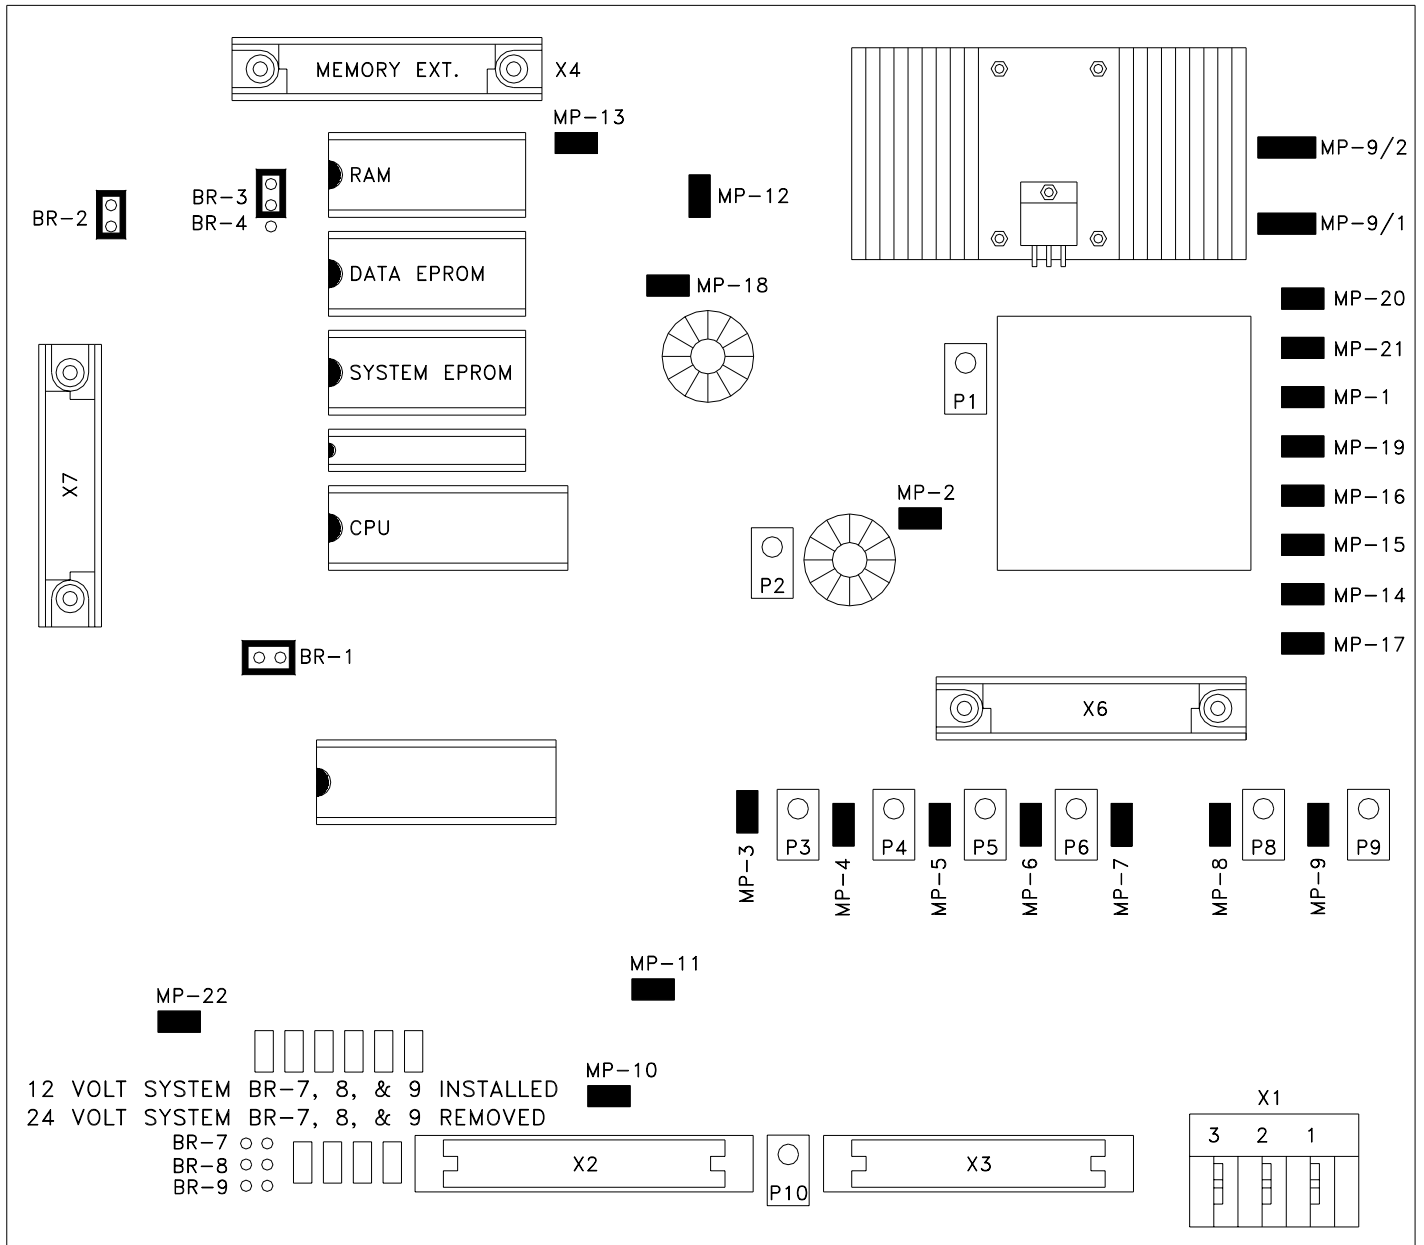 MEMORY EXT.
X4
MP-13
MP-9/2
RAM
BR-3
MP-12
BR-2
BR-4
MP-9/1
DATA EPROM
MP-18
MP-20
MP-21
SYSTEM EPROM
P1
MP-1
MP-19
X7
MP-2
MP-16
CPU
MP-15
P2
MP-14
BR-1
MP-17
X6
P3
P4
P5
P6
P8
P9
MP-3
MP-4
MP-5
MP-6
MP-7
MP-8
MP-9
MP-11
MP-22
MP-10
12 VOLT SYSTEM BR-7, 8, & 9 INSTALLED
24 VOLT SYSTEM BR-7, 8, & 9 REMOVED
X1
3 2 1
BR-7
BR-8
BR-9
X2
P10
X3